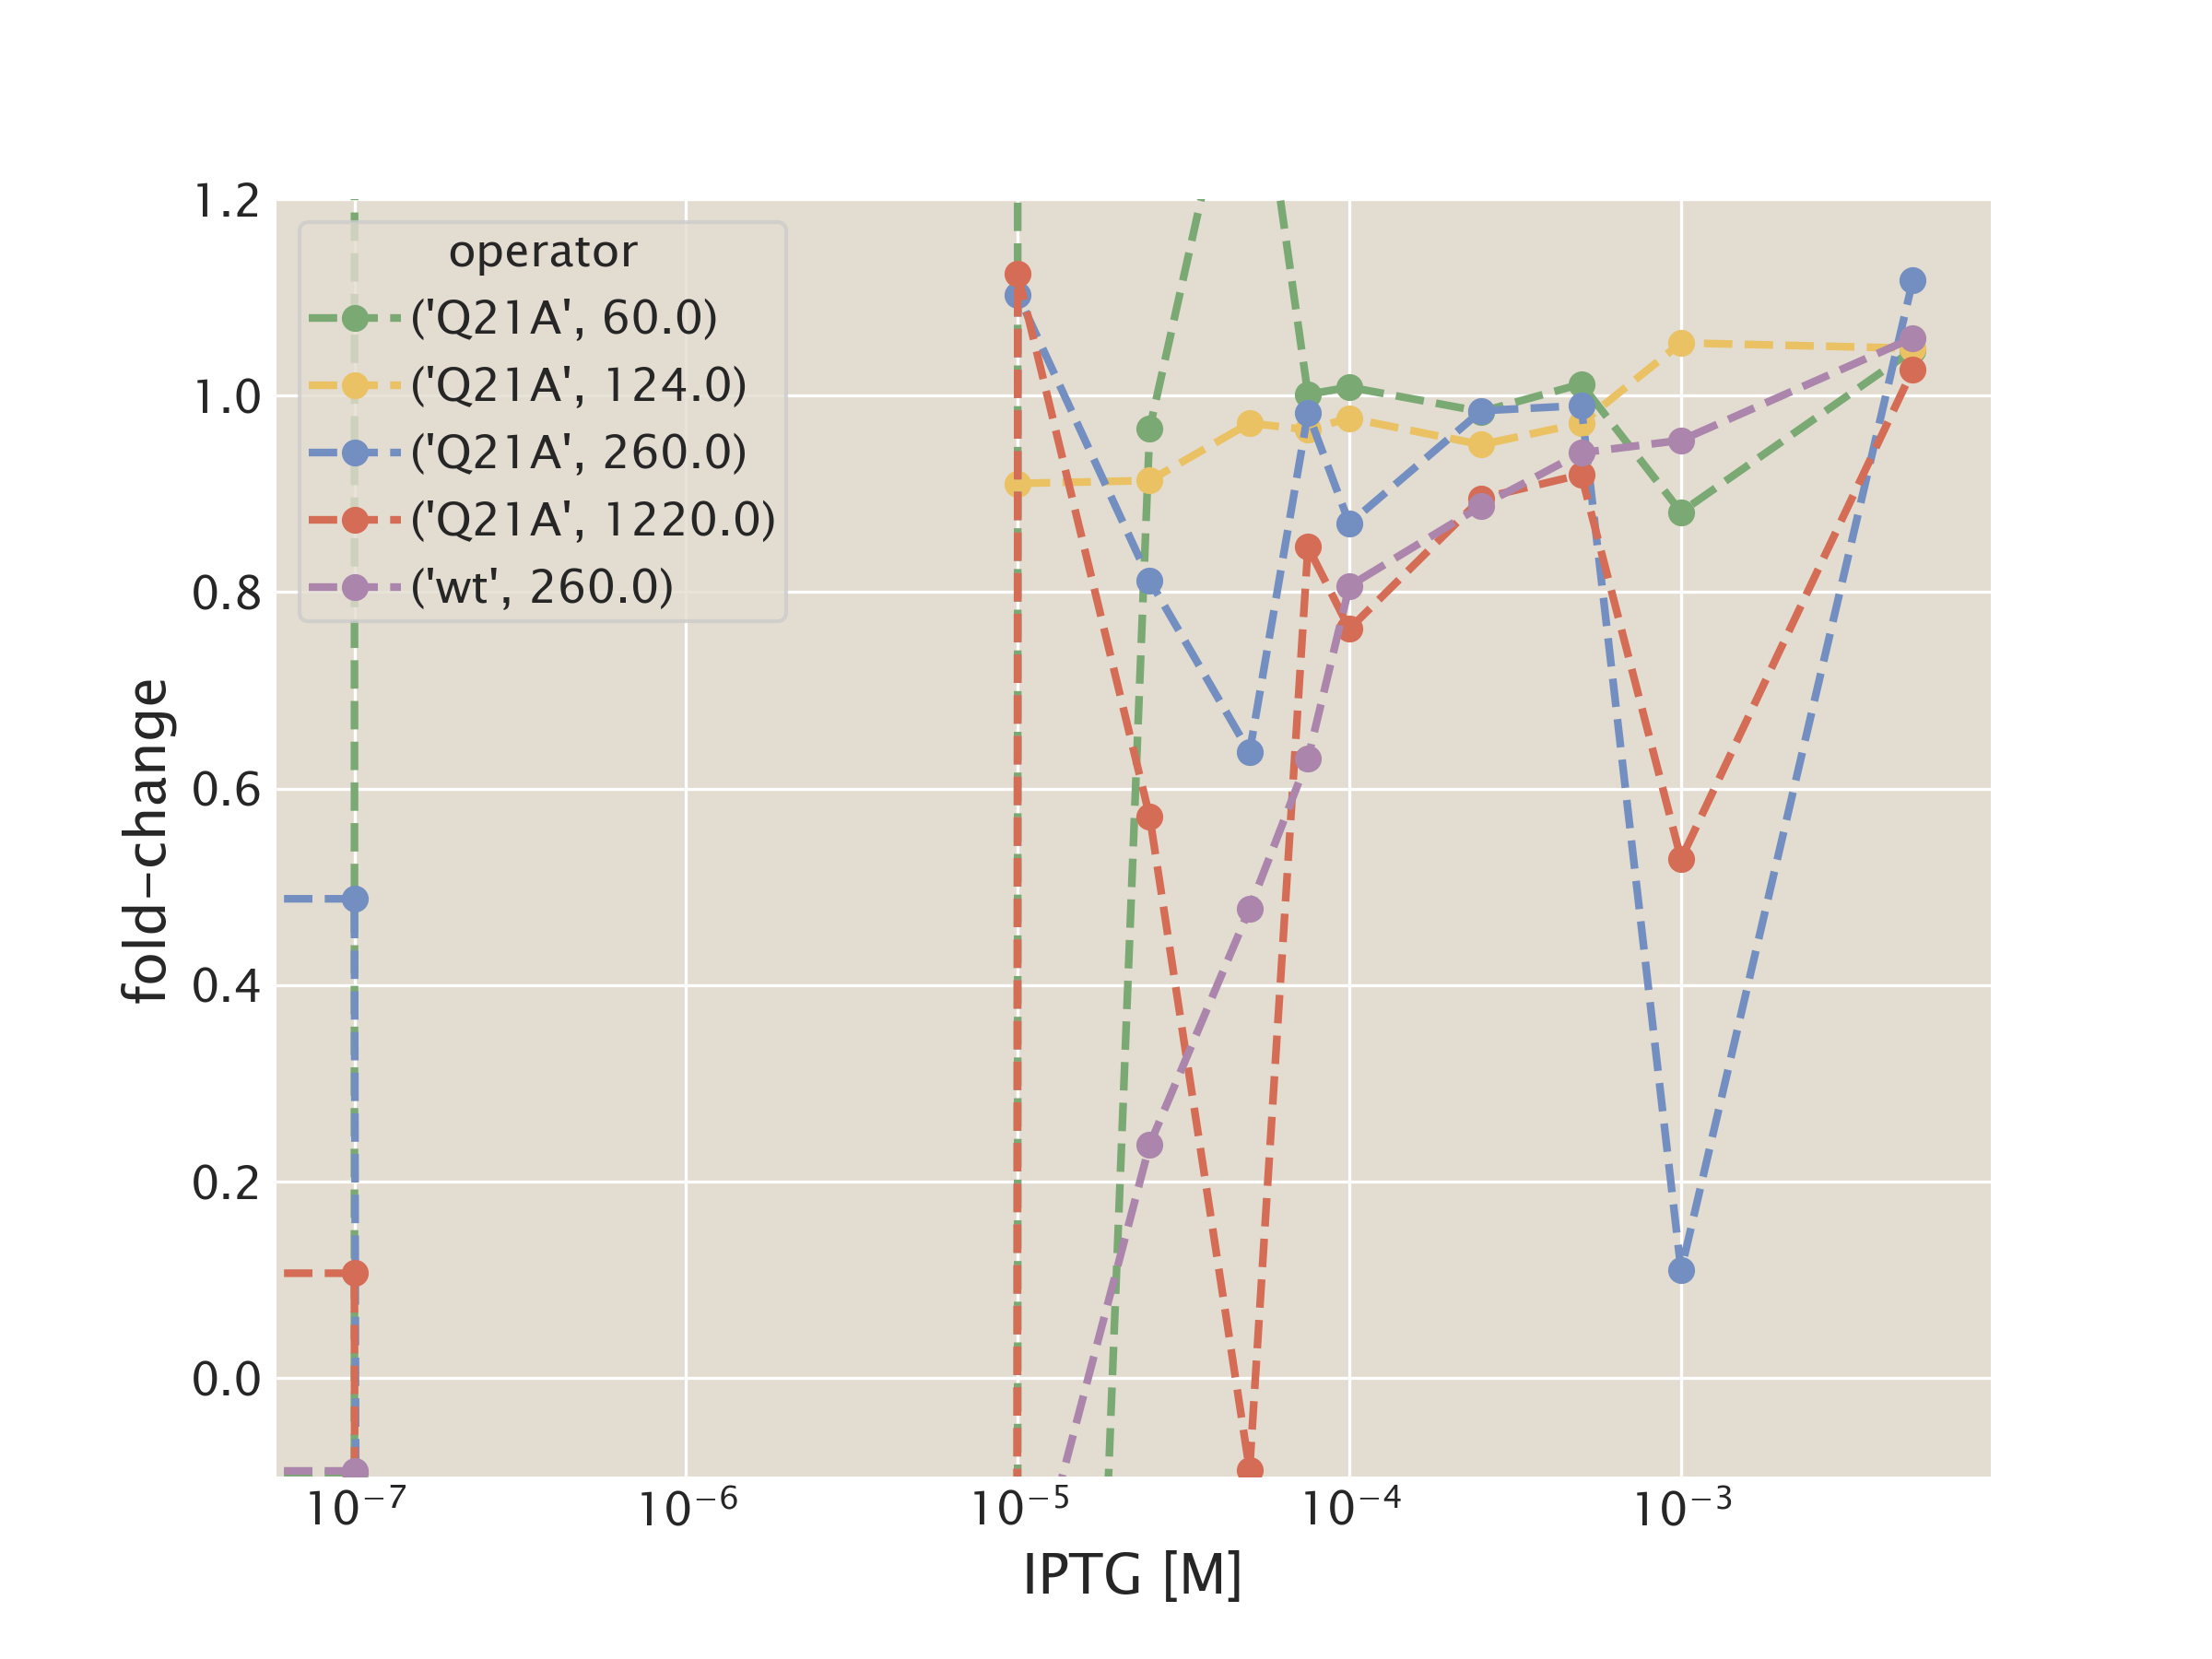 operator
('Q21A', 60.0)
('Q21A', 124.0)
('Q21A', 260.0)
('Q21A', 1220.0)
('wt', 260.0)
fold-change
1.2
1.0
0.8
0.6
0.4
0.2
0.0
10⁻⁷ 10⁻⁶ 10⁻⁵ 10⁻⁴ 10⁻³
IPTG [M]